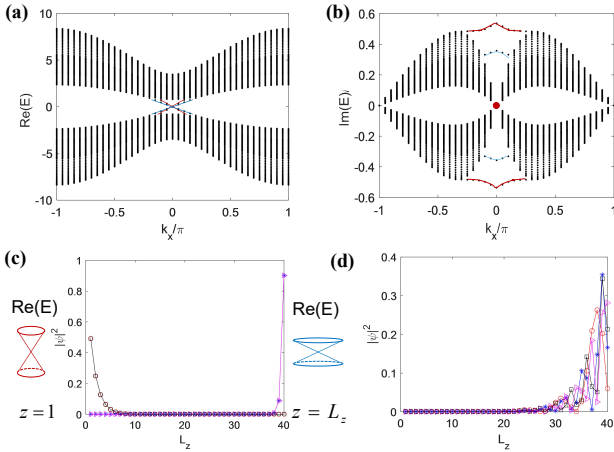 (a)
10
5
0
-5
-10
Re(E)
-1
-0.5
0
0.5
1
k_x/π
(b)
0.6
0.4
0.2
0
-0.2
-0.4
-0.6
Im(E)
-1
-0.5
0
0.5
1
k_x/π
(c)
Re(E)
z = 1
1
0.8
0.6
0.4
0.2
0
|ψ|²
0
10
20
30
40
L_z
Re(E)
z = L_z
(d)
0.4
0.3
0.2
0.1
0
|ψ|²
0
10
20
30
40
L_z